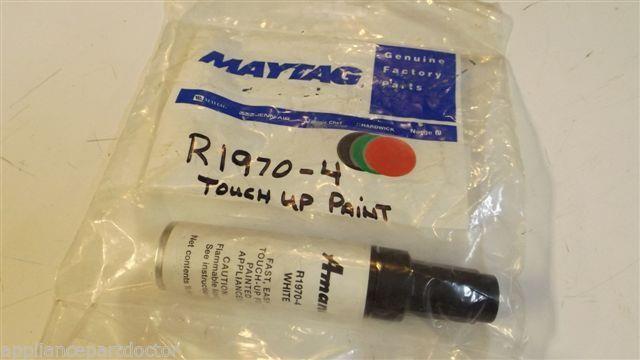 MAYTAG
Genuine
Factory
Parts
MAYTAG
JENN-AIR
HARDWICK
R1970-4
TOUCH UP PAINT
Amana
R1970-4
WHITE
FAST, EASY
TOUCH-UP
PAINTED
APPLIANCE
CAUTION
Flammable
See
Net contents
© appliancepartdoctor